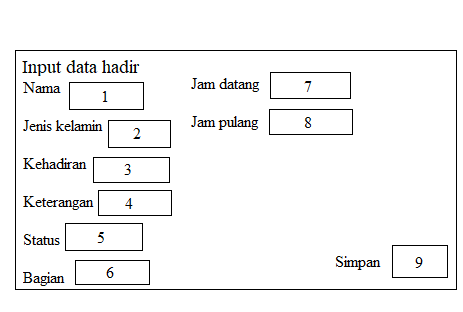 Input data hadir
Nama 1
Jenis kelamin 2
Kehadiran 3
Keterangan 4
Status 5
Bagian 6
Jam datang 7
Jam pulang 8
Simpan 9